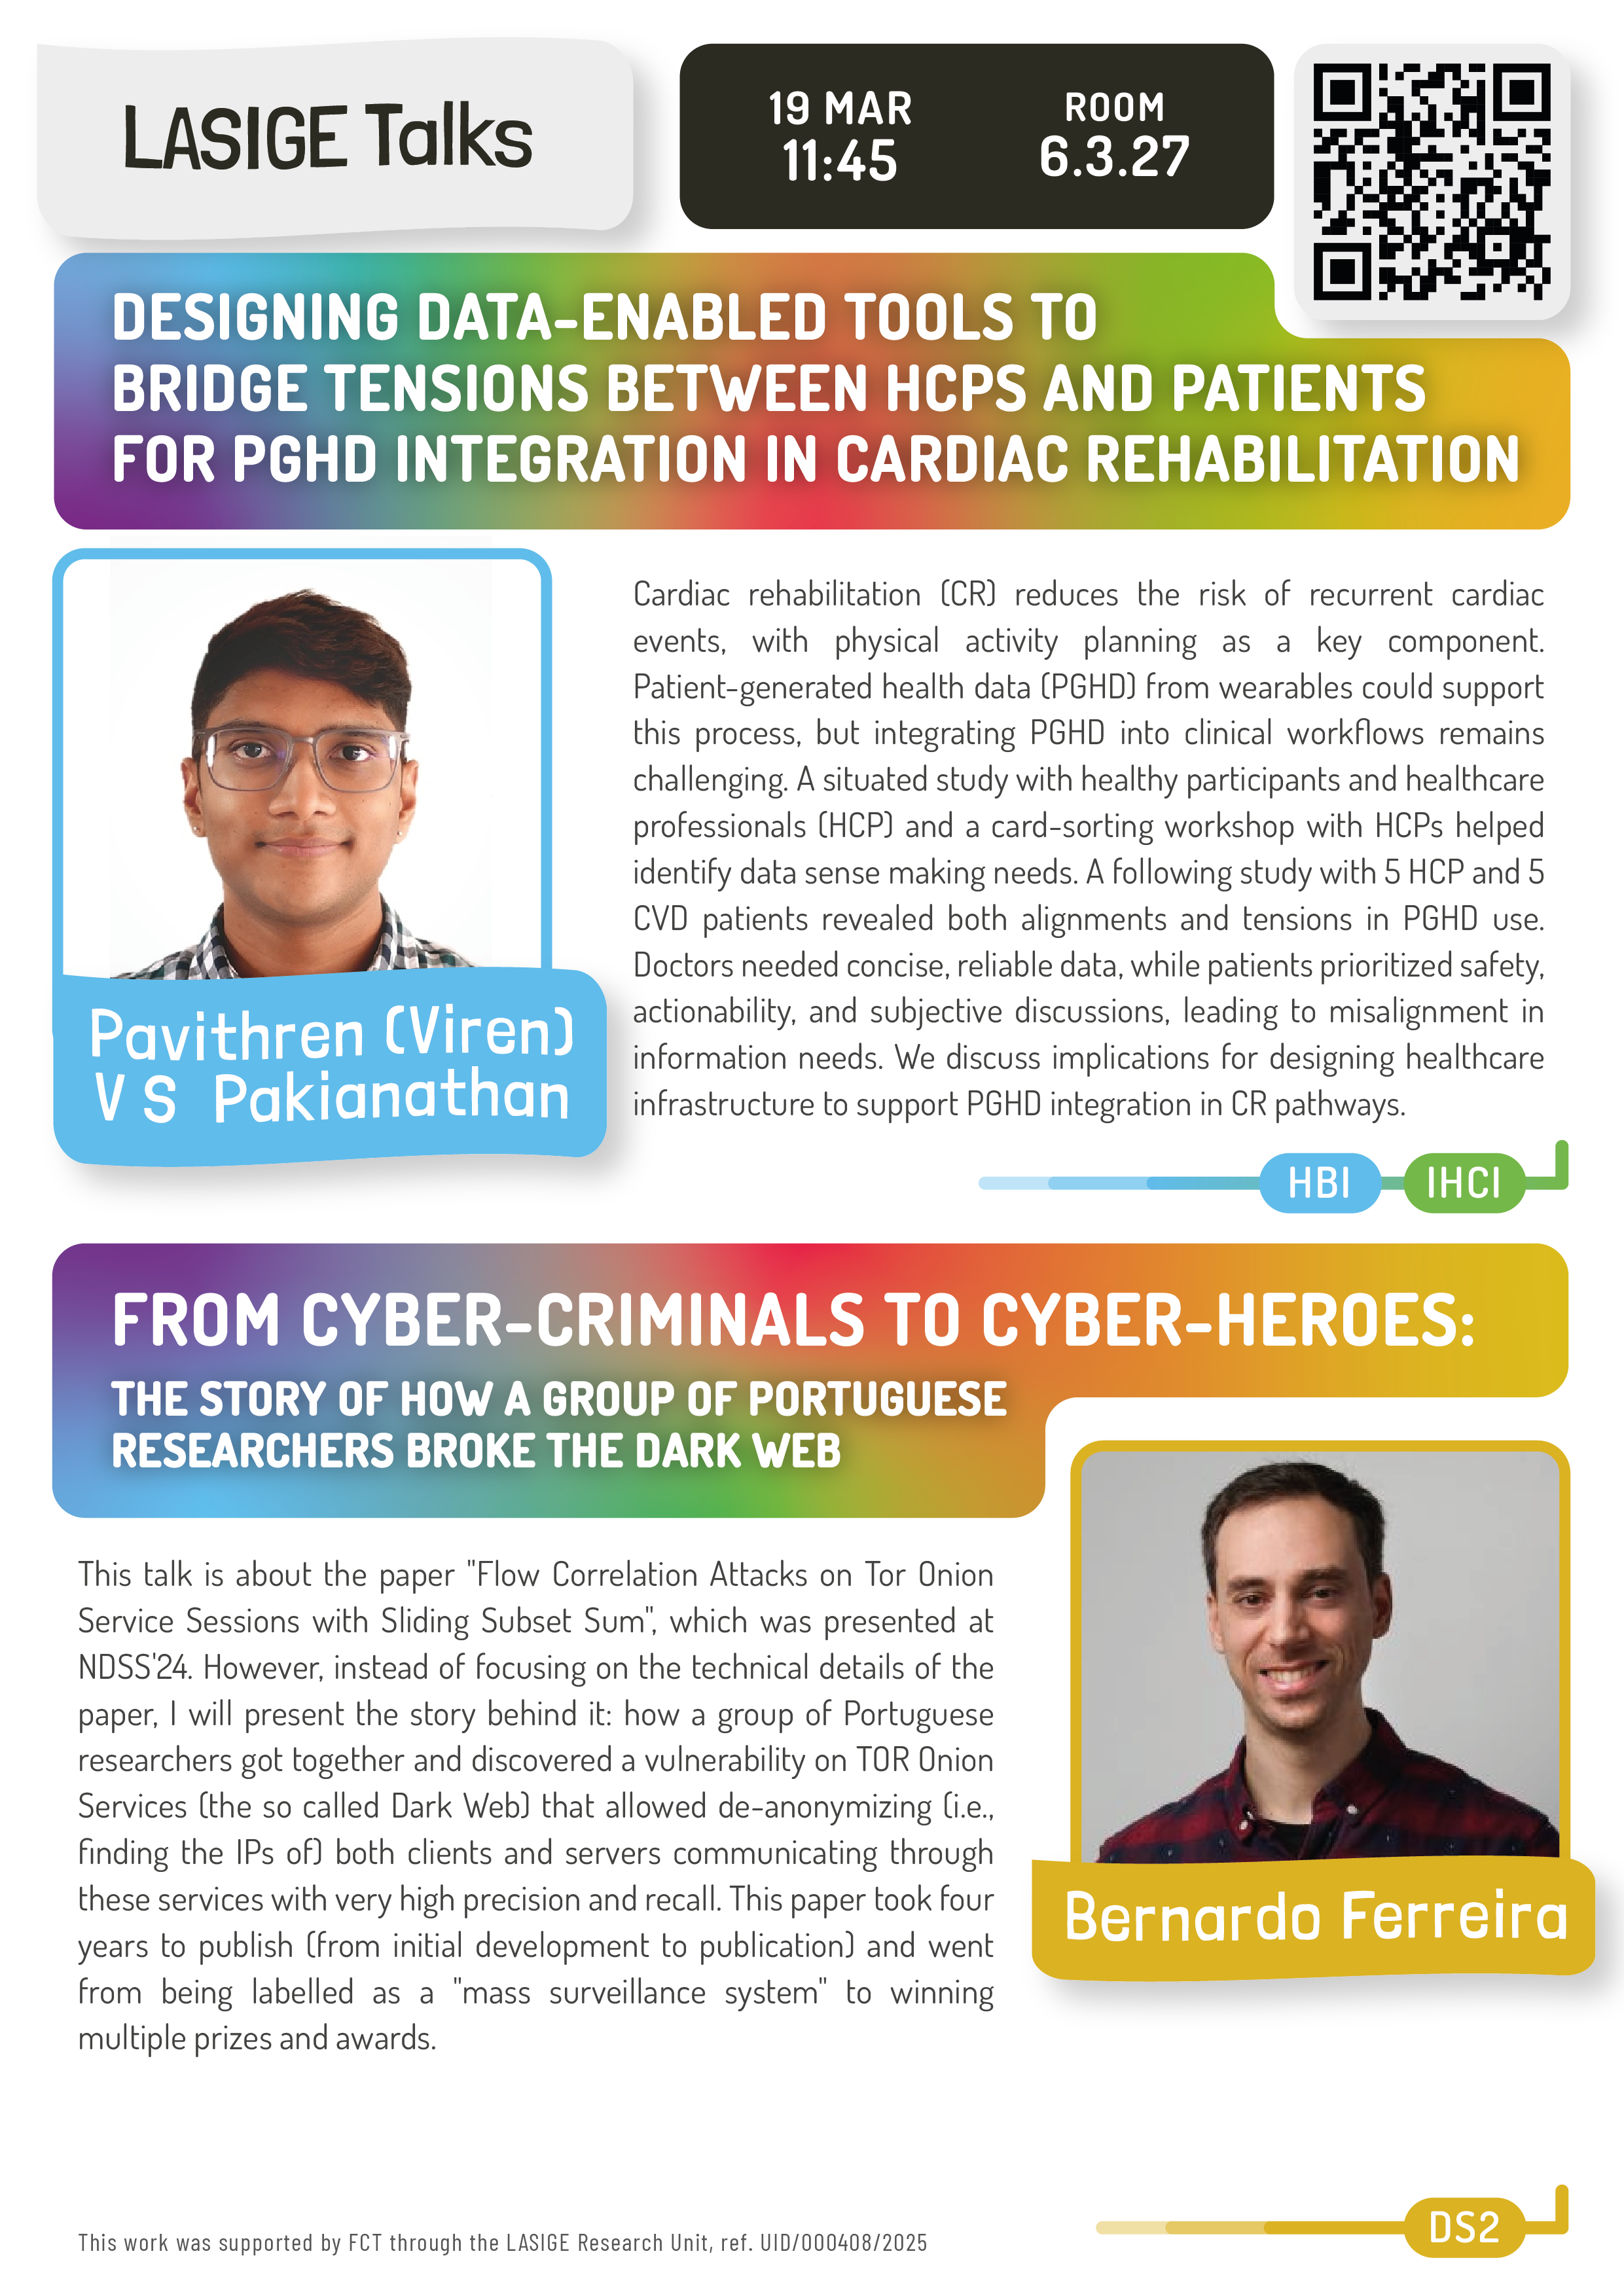 LASIGE Talks
19 MAR
11:45
ROOM
6.3.27
DESIGNING DATA-ENABLED TOOLS TO
BRIDGE TENSIONS BETWEEN HCPS AND PATIENTS
FOR PGHD INTEGRATION IN CARDIAC REHABILITATION
Pavithren (Viren)
V S Pakianathan
Cardiac rehabilitation (CR) reduces the risk of recurrent cardiac
events, with physical activity planning as a key component.
Patient-generated health data (PGHD) from wearables could support
this process, but integrating PGHD into clinical workflows remains
challenging. A situated study with healthy participants and healthcare
professionals (HCP) and a card-sorting workshop with HCPs helped
identify data sense making needs. A following study with 5 HCP and 5
CVD patients revealed both alignments and tensions in PGHD use.
Doctors needed concise, reliable data, while patients prioritized safety,
actionability, and subjective discussions, leading to misalignment in
information needs. We discuss implications for designing healthcare
infrastructure to support PGHD integration in CR pathways.
HBI
IHCI
FROM CYBER-CRIMINALS TO CYBER-HEROES:
THE STORY OF HOW A GROUP OF PORTUGUESE
RESEARCHERS BROKE THE DARK WEB
This talk is about the paper "Flow Correlation Attacks on Tor Onion
Service Sessions with Sliding Subset Sum", which was presented at
NDSS'24. However, instead of focusing on the technical details of the
paper, I will present the story behind it: how a group of Portuguese
researchers got together and discovered a vulnerability on TOR Onion
Services (the so called Dark Web) that allowed de-anonymizing (i.e.,
finding the IPs of) both clients and servers communicating through
these services with very high precision and recall. This paper took four
years to publish (from initial development to publication) and went
from being labelled as a "mass surveillance system" to winning
multiple prizes and awards.
Bernardo Ferreira
DS2
This work was supported by FCT through the LASIGE Research Unit, ref. UID/000408/2025